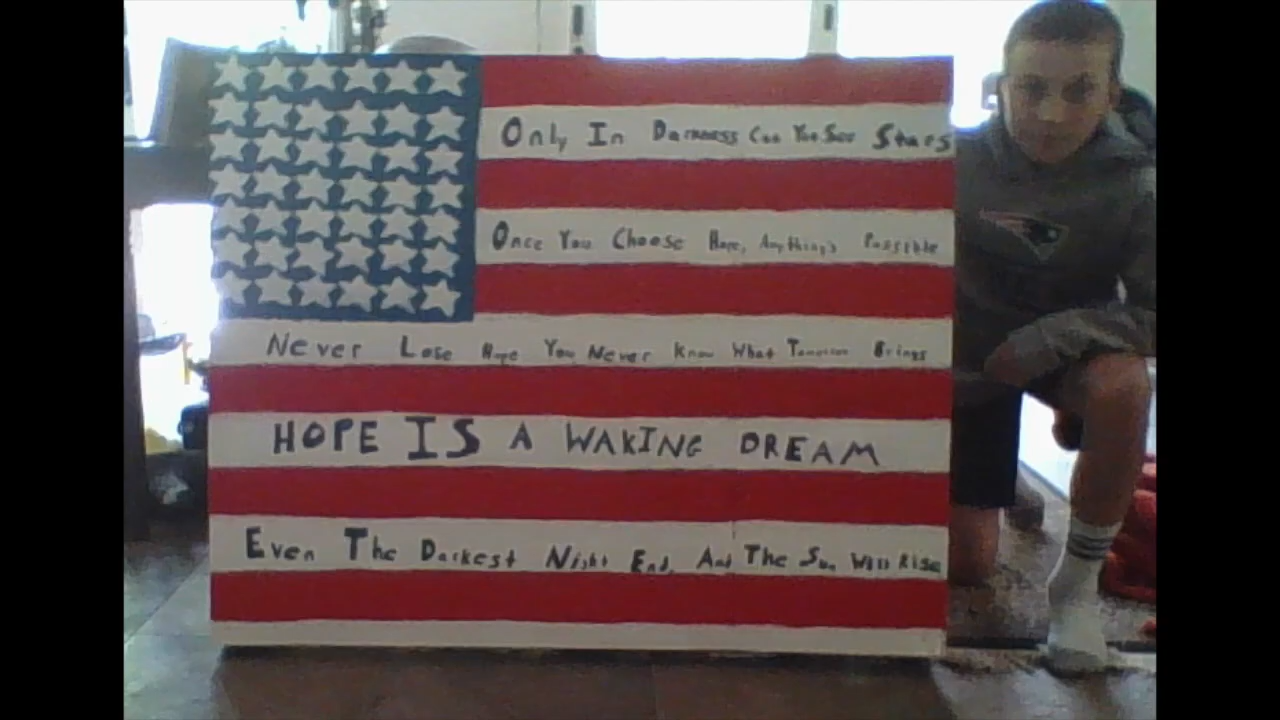 Only In Darkness Can You See Stars
Once You Choose Hope, Anything's Possible
Never Lose Hope You Never Know What Tomorrow Brings
HOPE IS A WAKING DREAM
Even The Darkest Night End, And The Sun Will Rise